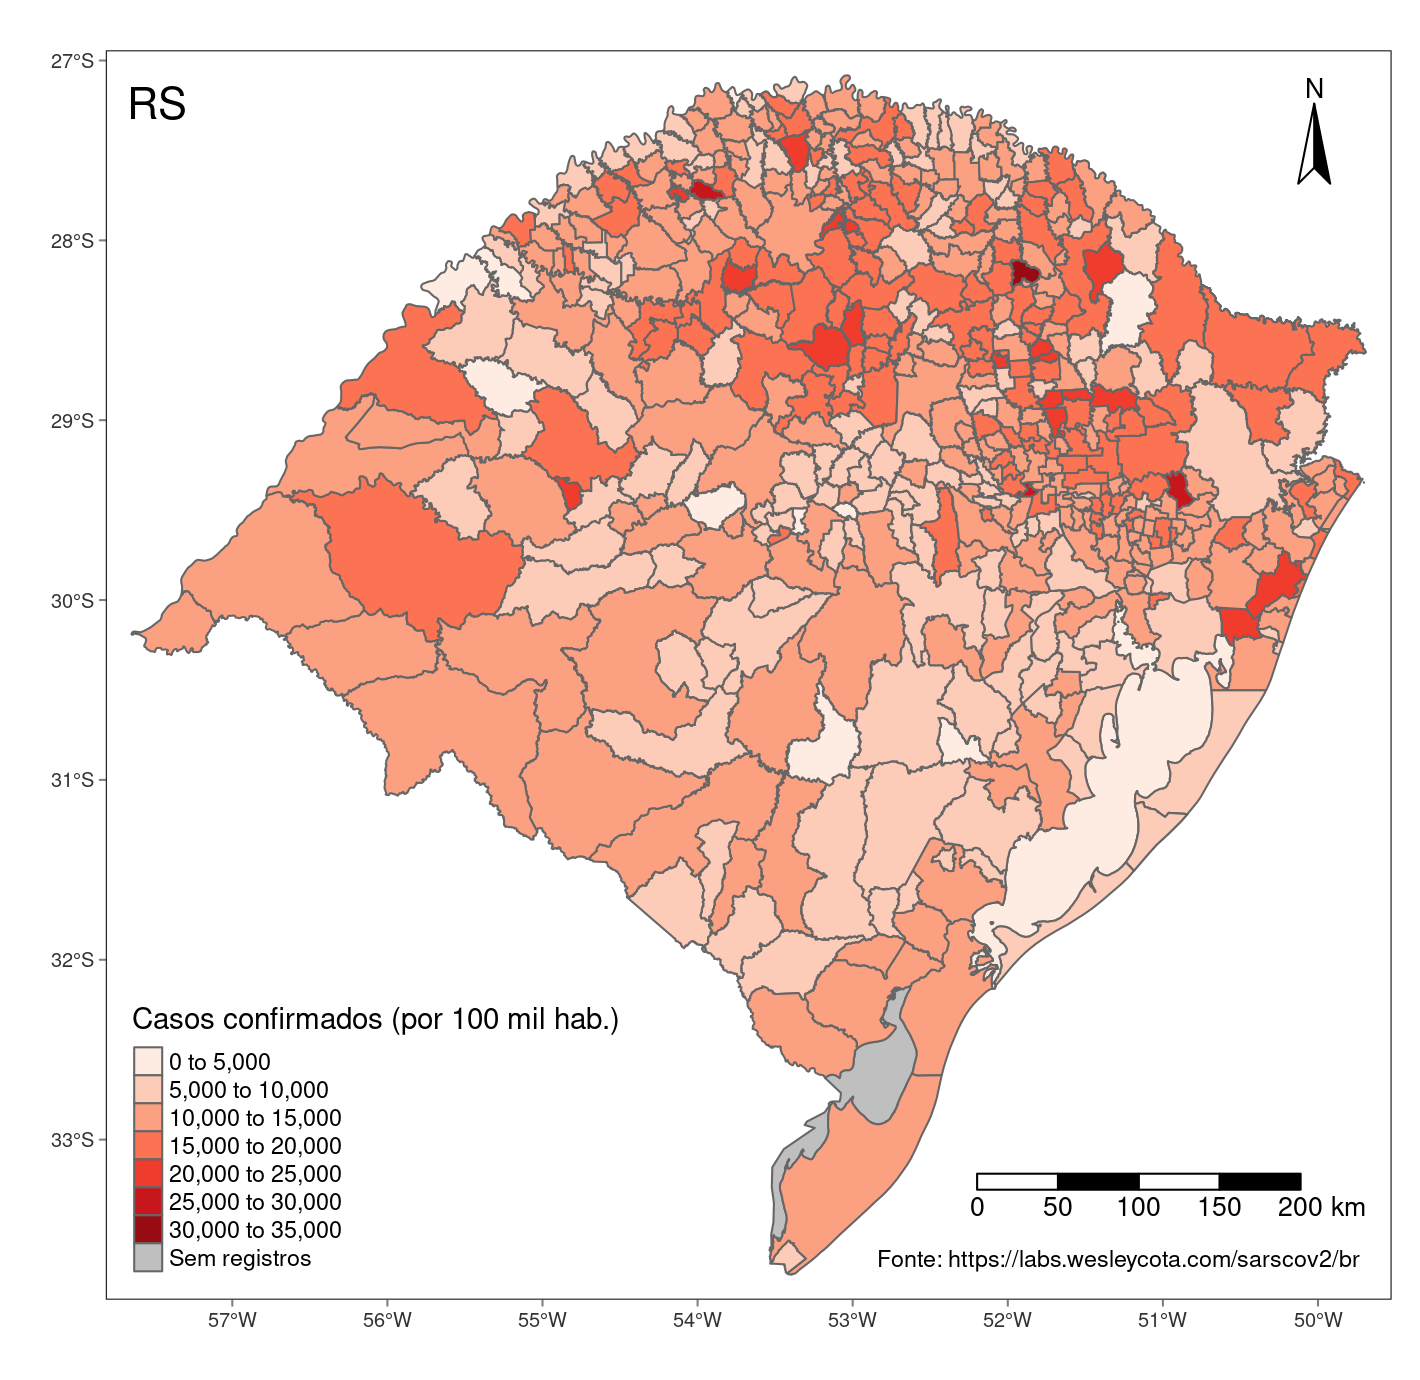 27°S
28°S
29°S
30°S
31°S
32°S
33°S
RS
N
Casos confirmados (por 100 mil hab.)
0 to 5,000
5,000 to 10,000
10,000 to 15,000
15,000 to 20,000
20,000 to 25,000
25,000 to 30,000
30,000 to 35,000
Sem registros
0 50 100 150 200 km
Fonte: https://labs.wesleycota.com/sarscov2/br
57°W 56°W 55°W 54°W 53°W 52°W 51°W 50°W